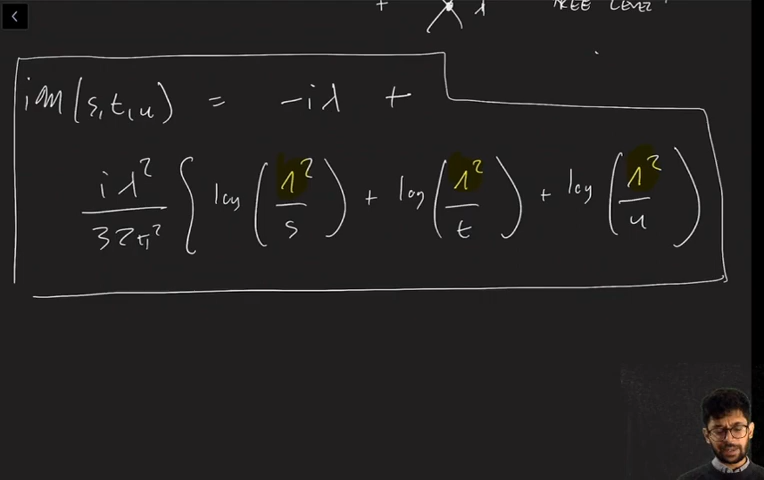 + λ TREE LEVEL
iM(s,t,u) = -iλ +
iλ²/32π² { log(Λ²/s) + log(Λ²/t) + log(Λ²/u) }